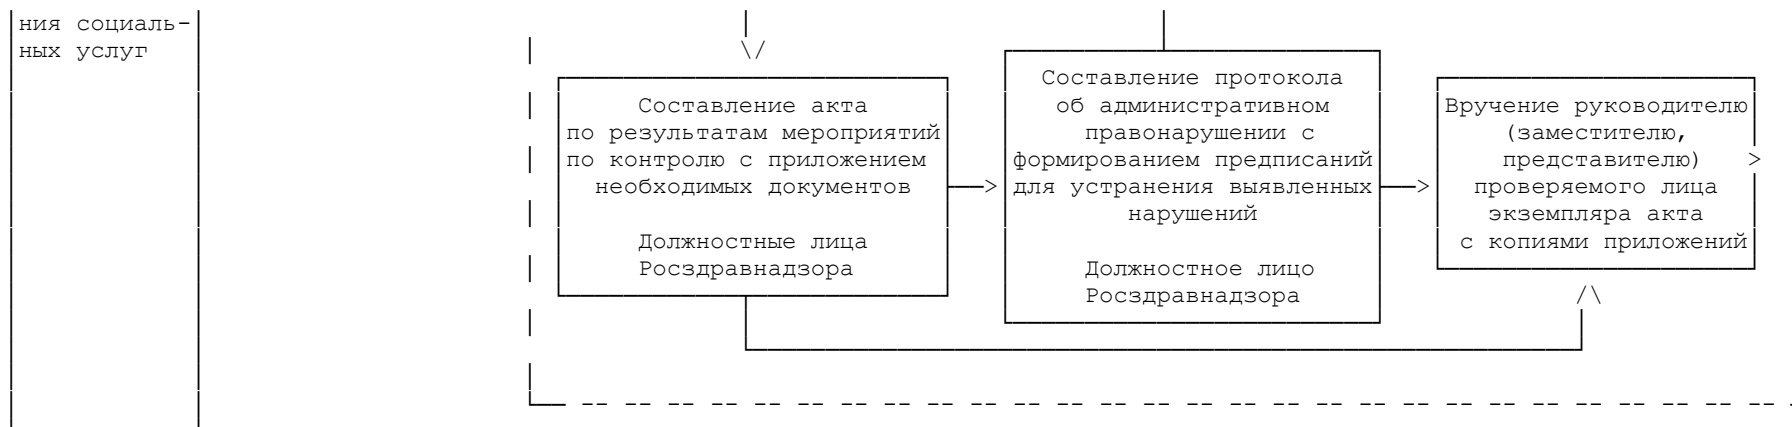 ния социаль-
ных услуг
Составление акта
по результатам мероприятий
по контролю с приложением
необходимых документов
Должностные лица
Росздравнадзора
Составление протокола
об административном
правонарушении с
формированием предписаний
для устранения выявленных
нарушений
Должностное лицо
Росздравнадзора
Вручение руководителю
(заместителю,
представителю)
проверяемого лица
экземпляра акта
с копиями приложений